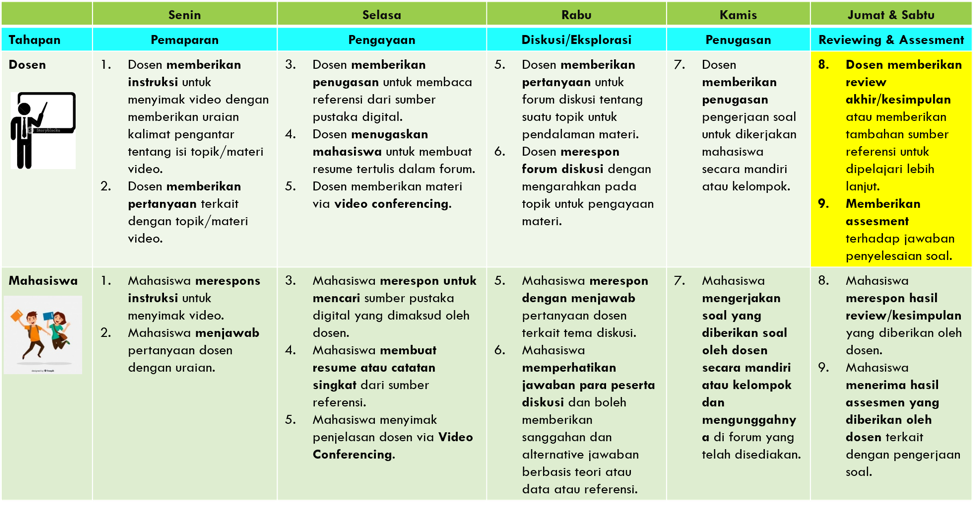 Senin
Selasa
Rabu
Kamis
Jumat & Sabtu
Tahapan
Pemaparan
Pengayaan
Diskusi/Eksplorasi
Penugasan
Reviewing & Assesment
Dosen
1. Dosen memberikan
instruksi untuk
menyimak video dengan
memberikan uraian
kalimat pengantar
tentang isi topik/materi
video.
2. Dosen memberikan
pertanyaan terkait
dengan topik/materi
video.
3. Dosen memberikan
penugasan untuk membaca
referensi dari sumber
pustaka digital.
4. Dosen menugaskan
mahasiswa untuk membuat
resume tertulis dalam forum.
5. Dosen memberikan materi
via video conferencing.
5. Dosen memberikan
pertanyaan untuk
forum diskusi tentang
suatu topik untuk
pendalaman materi.
6. Dosen merespon
forum diskusi dengan
mengarahkan pada
topik untuk pengayaan
materi.
7. Dosen
memberikan
penugasan
pengerjaan soal
untuk dikerjakan
mahasiswa
secara mandiri
atau kelompok.
8. Dosen memberikan
review
akhir/kesimpulan
atau memberikan
tambahan sumber
referensi untuk
dipelajari lebih
lanjut.
9. Memberikan
assesment
terhadap jawaban
penyelesaian soal.
Mahasiswa
1. Mahasiswa merespons
instruksi untuk
menyimak video.
2. Mahasiswa menjawab
pertanyaan dosen
dengan uraian.
3. Mahasiswa merespon untuk
mencari sumber pustaka
digital yang dimaksud oleh
dosen.
4. Mahasiswa membuat
resume atau catatan
singkat dari sumber
referensi.
5. Mahasiswa menyimak
penjelasan dosen via Video
Conferencing.
5. Mahasiswa merespon
dengan menjawab
pertanyaan dosen
terkait tema diskusi.
6. Mahasiswa
memperhatikan
jawaban para peserta
diskusi dan boleh
memberikan
sanggahan dan
alternative jawaban
berbasis teori atau
data atau referensi.
7. Mahasiswa
mengerjakan
soal yang
diberikan soal
oleh dosen
secara mandiri
atau kelompok
dan
mengunggahny
a di forum yang
telah disediakan.
8. Mahasiswa
merespon hasil
review/kesimpulan
yang diberikan oleh
dosen.
9. Mahasiswa
menerima hasil
assesmen yang
diberikan oleh
dosen terkait
dengan pengerjaan
soal.